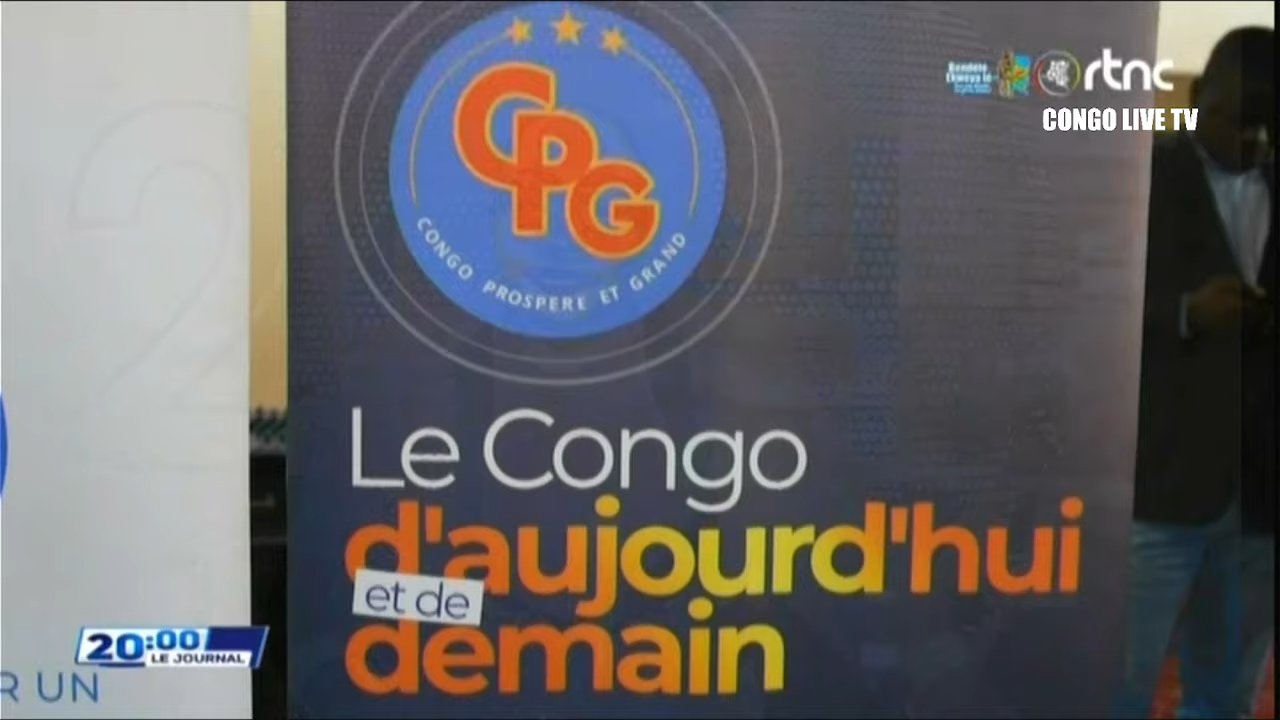 rtnc
CONGO LIVE TV
CPG
CONGO PROSPERE ET GRAND
Le Congo
d'aujourd'hui
et de
demain
20:00
LE JOURNAL
R UN